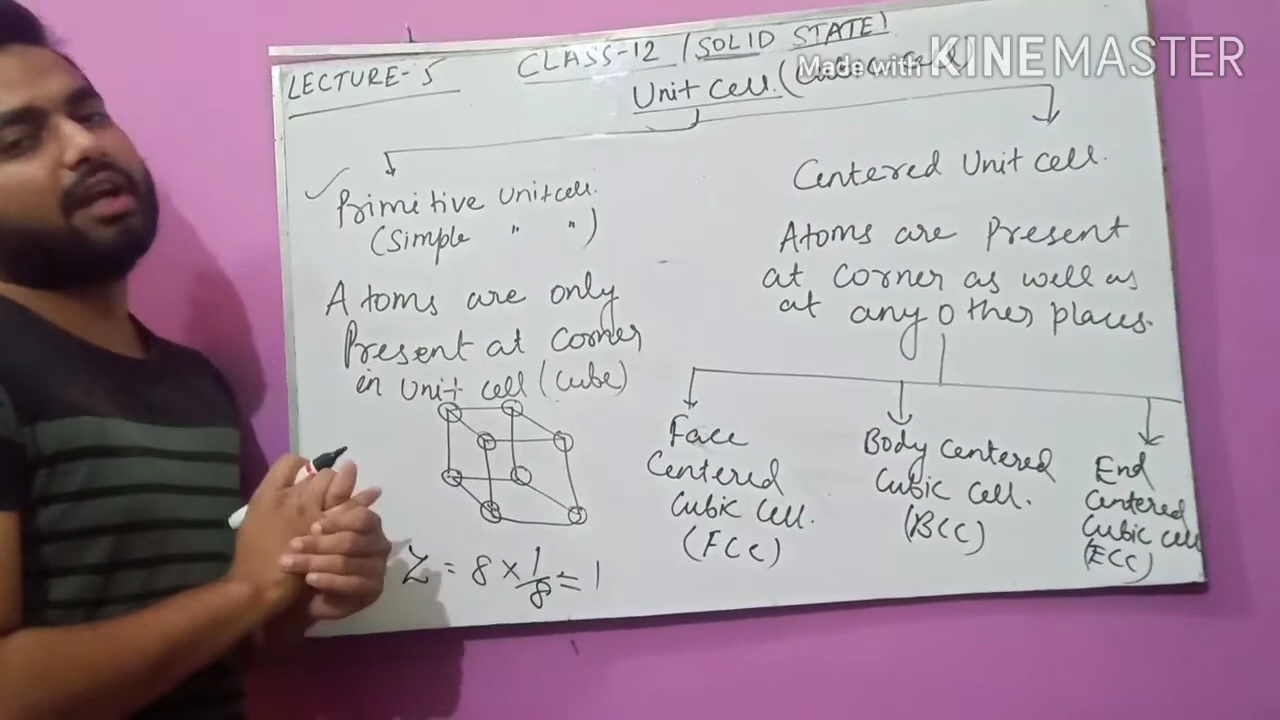 LECTURE-5
CLASS-12 / SOLID STATE)
Made with KINEMASTER
Unit Cell. (Cubic cell)
Primitive Unitcell.
(Simple " ")
Atoms are only
Present at Corner
in Unit cell (Cube)
Z = 8 × 1/8 = 1
Centered Unit cell.
Atoms are Present
at Corner as well as
at any Other places.
Face
Centered
Cubic Cell.
(FCC)
Body Centered
Cubic Cell.
(BCC)
End
Centered
Cubic cell
(ECC)